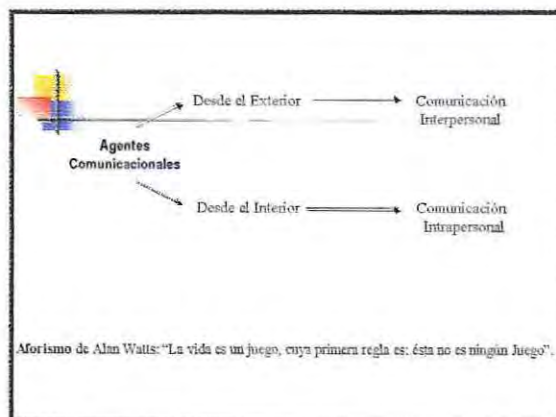 Desde el Exterior
Comunicación
Interpersonal
Agentes
Comunicacionales
Desde el Interior
Comunicación
Intrapersonal
Aforismo de Alan Watts: “La vida es un juego, cuya primera regla es: ésta no es ningún Juego”.